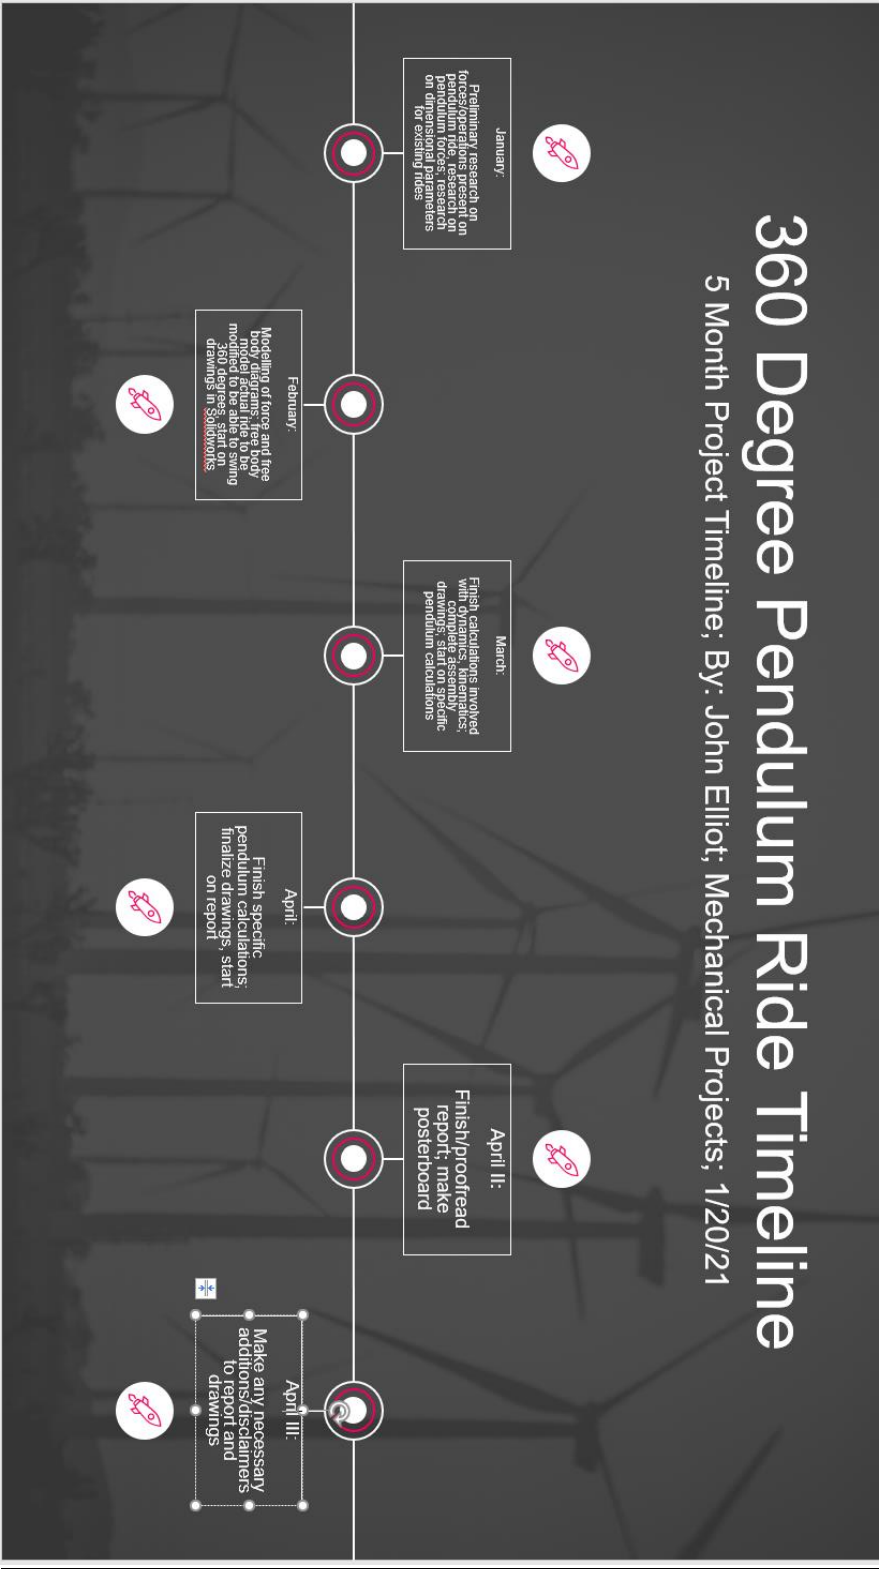 360 Degree Pendulum Ride Timeline
5 Month Project Timeline; By: John Elliot; Mechanical Projects; 1/20/21
January:
Preliminary research on
forces/operations present on
pendulum ride, research on
pendulum forces; research
on dimensional parameters
for existing rides
February:
Modelling of force and free
body diagrams; free body
model actual ride to be
modified to be able to swing
360 degrees, start on
drawings in Solidworks
March:
Finish calculations involved
with dynamics, kinematics;
complete assembly
drawings; start on specific
pendulum calculations
April:
Finish specific
pendulum calculations;
finalize drawings, start
on report
April II:
Finish/proofread
report; make
posterboard
April III:
Make any necessary
additions/disclaimers
to report and
drawings